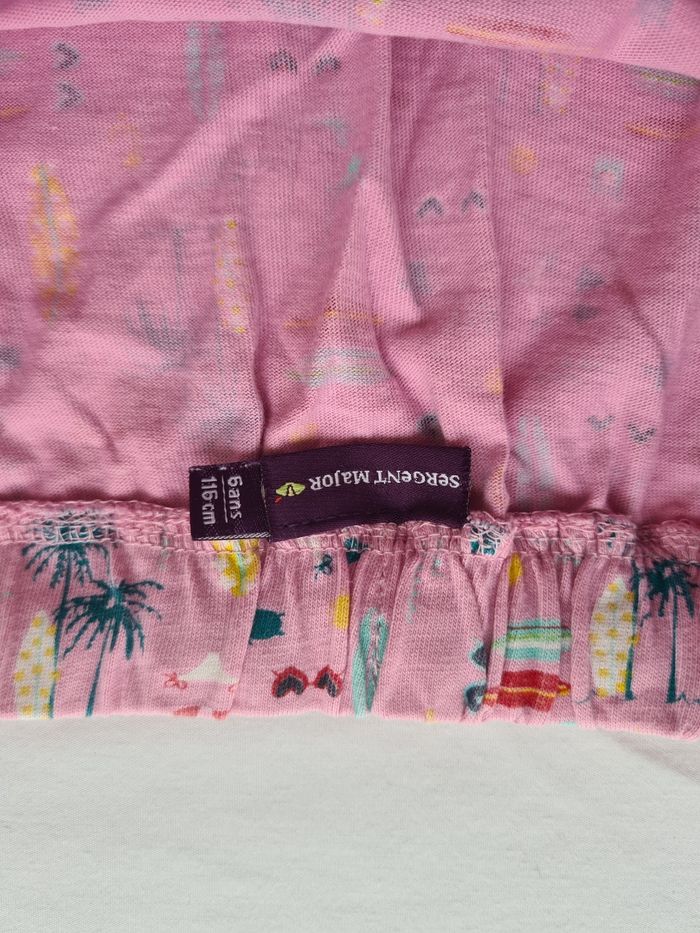 SERGENT MAJOR
6ans
116cm